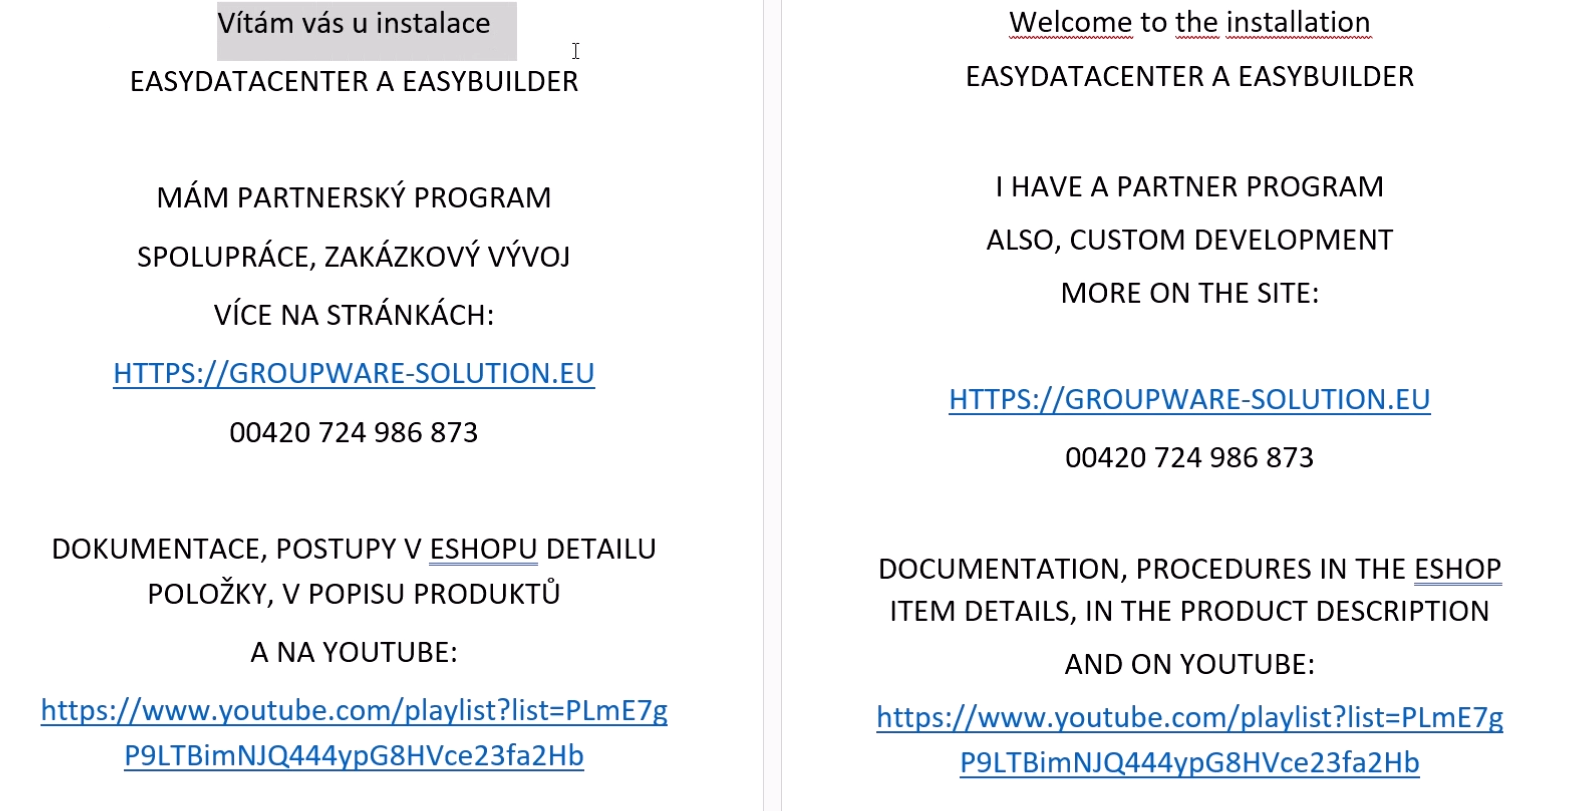 Vítám vás u instalace
EASYDATACENTER A EASYBUILDER
MÁM PARTNERSKÝ PROGRAM
SPOLUPRÁCE, ZAKÁZKOVÝ VÝVOJ
VÍCE NA STRÁNKÁCH:
HTTPS://GROUPWARE-SOLUTION.EU
00420 724 986 873
DOKUMENTACE, POSTUPY V ESHOPU DETAILU
POLOŽKY, V POPISU PRODUKTŮ
A NA YOUTUBE:
https://www.youtube.com/playlist?list=PLmE7g
P9LTBimNJQ444ypG8HVce23fa2Hb
Welcome to the installation
EASYDATACENTER A EASYBUILDER
I HAVE A PARTNER PROGRAM
ALSO, CUSTOM DEVELOPMENT
MORE ON THE SITE:
HTTPS://GROUPWARE-SOLUTION.EU
00420 724 986 873
DOCUMENTATION, PROCEDURES IN THE ESHOP
ITEM DETAILS, IN THE PRODUCT DESCRIPTION
AND ON YOUTUBE:
https://www.youtube.com/playlist?list=PLmE7g
P9LTBimNJQ444ypG8HVce23fa2Hb